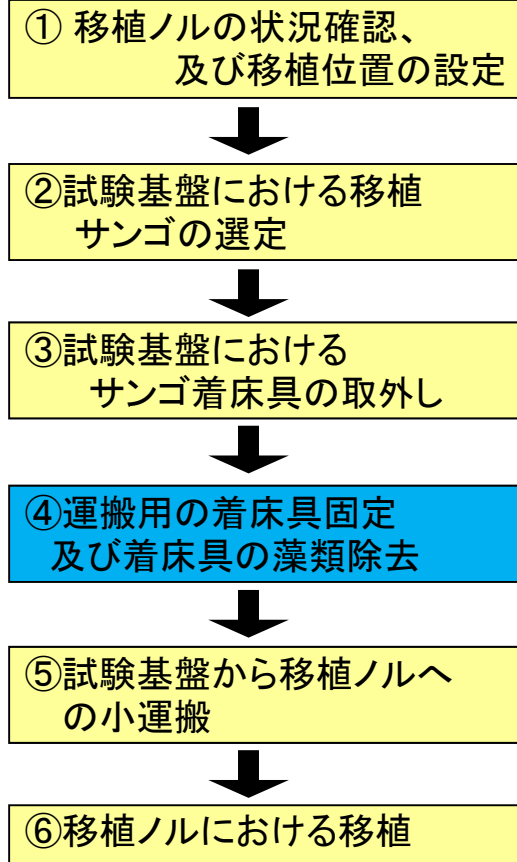 ① 移植ノルの状況確認、
及び移植位置の設定
②試験基盤における移植
サンゴの選定
③試験基盤における
サンゴ着床具の取外し
④運搬用の着床具固定
及び着床具の藻類除去
⑤試験基盤から移植ノルへ
の小運搬
⑥移植ノルにおける移植